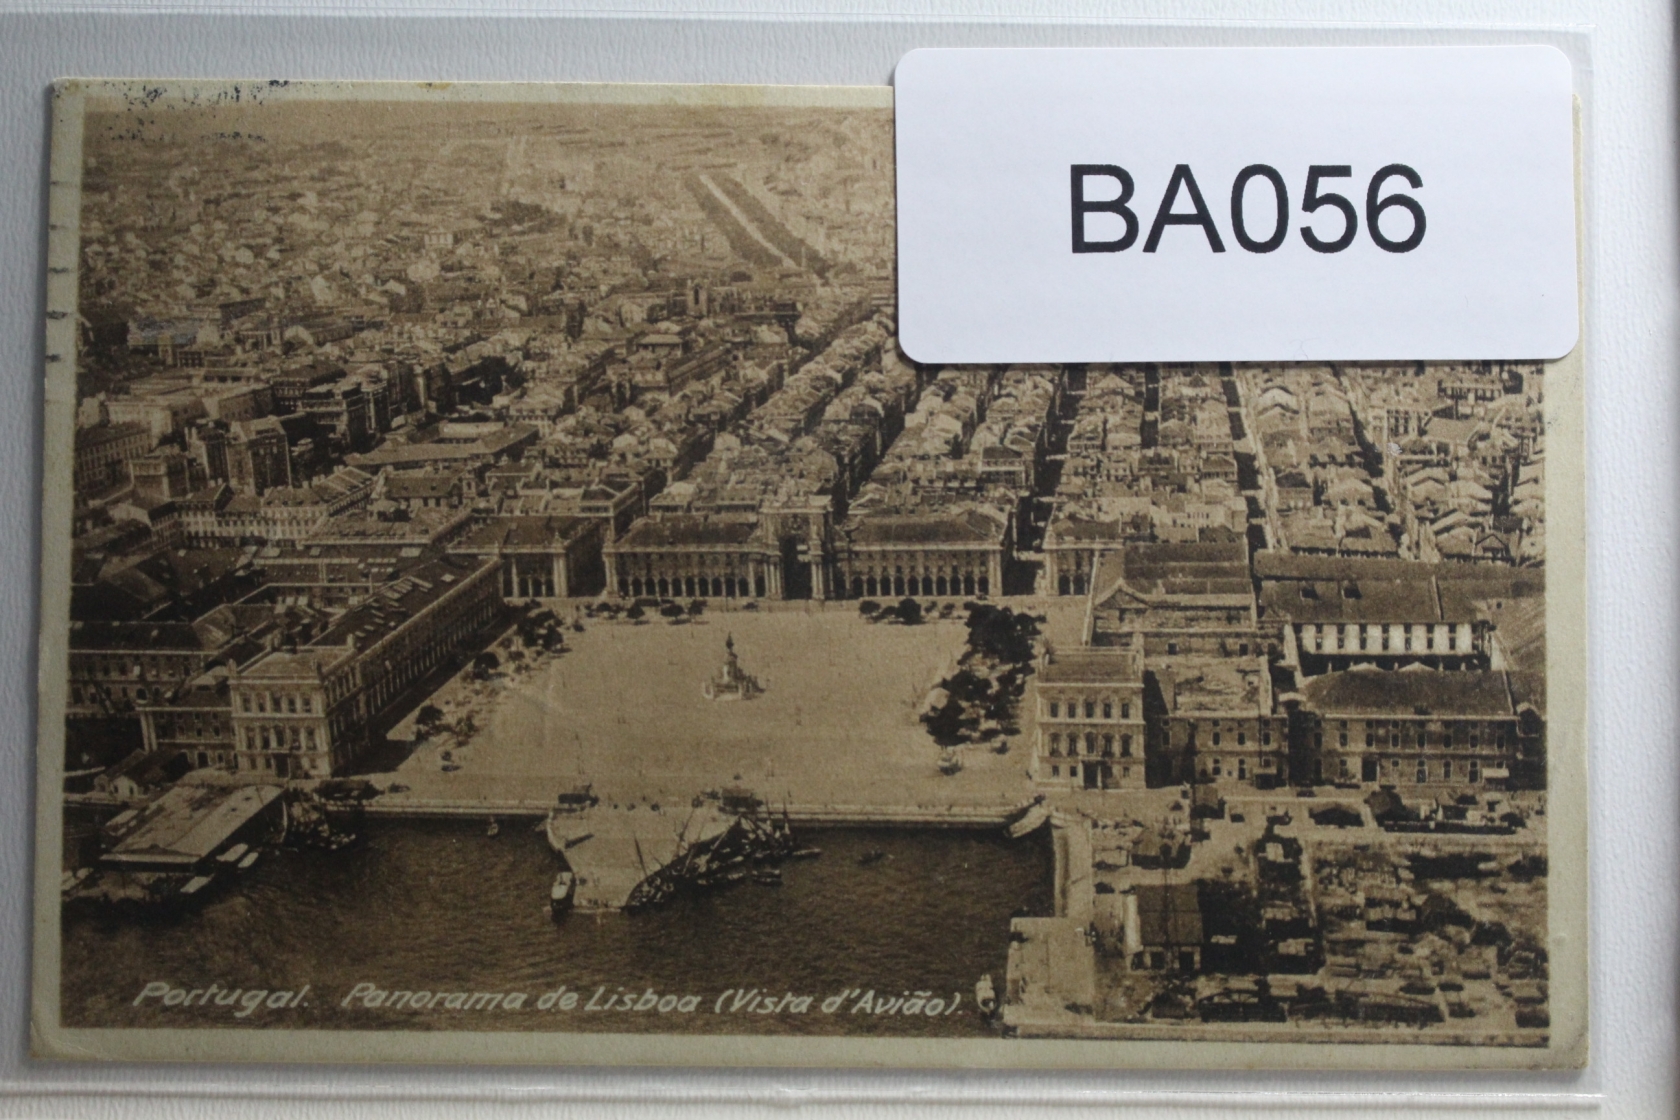 BA056
Portugal. Panorama de Lisboa (Vista d'Avião).